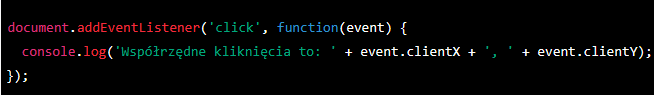 document.addEventListener('click', function(event) {
  console.log('Współrzędne kliknięcia to: ' + event.clientX + ', ' + event.clientY);
});